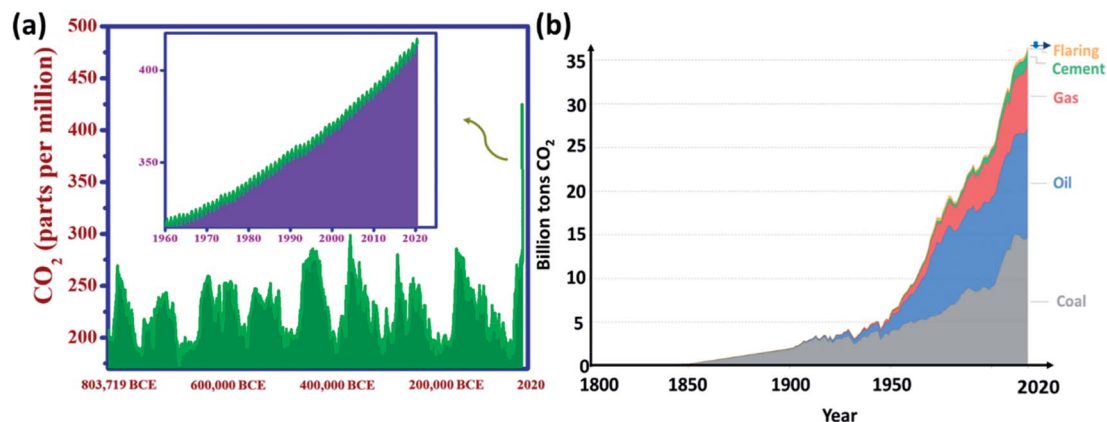 (a)
CO2 (parts per million)
500
450
400
350
300
250
200
400
350
1960 1970 1980 1990 2000 2010 2020
803,719 BCE 600,000 BCE 400,000 BCE 200,000 BCE 2020
(b)
Billion tons CO2
35
30
25
20
15
10
5
0
1800 1850 1900 1950 2020
Year
Flaring
Cement
Gas
Oil
Coal